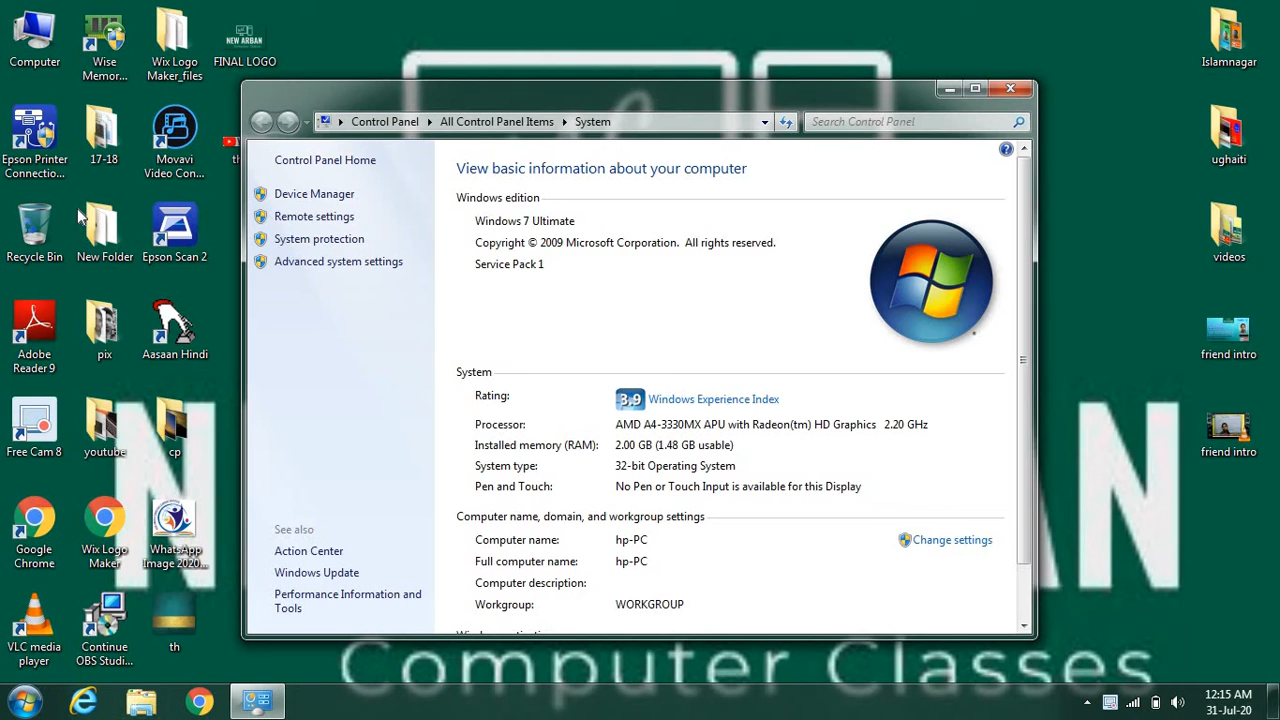 Computer
Wise Memor...
Wix Logo Maker_files
FINAL LOGO
NEW ARBAN
Islamnagar
Epson Printer Connectio...
17-18
Movavi Video Con...
th
ughaiti
Recycle Bin
New Folder
Epson Scan 2
videos
Adobe Reader 9
pix
Aasaan Hindi
friend intro
Free Cam 8
youtube
cp
friend intro
Google Chrome
Wix Logo Maker
WhatsApp Image 2020...
VLC media player
Continue OBS Studi...
th
Control Panel
All Control Panel Items
System
Search Control Panel
Control Panel Home
Device Manager
Remote settings
System protection
Advanced system settings
See also
Action Center
Windows Update
Performance Information and Tools
View basic information about your computer
Windows edition
Windows 7 Ultimate
Copyright © 2009 Microsoft Corporation. All rights reserved.
Service Pack 1
System
Rating: 3.9 Windows Experience Index
Processor: AMD A4-3330MX APU with Radeon(tm) HD Graphics 2.20 GHz
Installed memory (RAM): 2.00 GB (1.48 GB usable)
System type: 32-bit Operating System
Pen and Touch: No Pen or Touch Input is available for this Display
Computer name, domain, and workgroup settings
Computer name: hp-PC Change settings
Full computer name: hp-PC
Computer description:
Workgroup: WORKGROUP
Computer Classes
12:15 AM
31-Jul-20